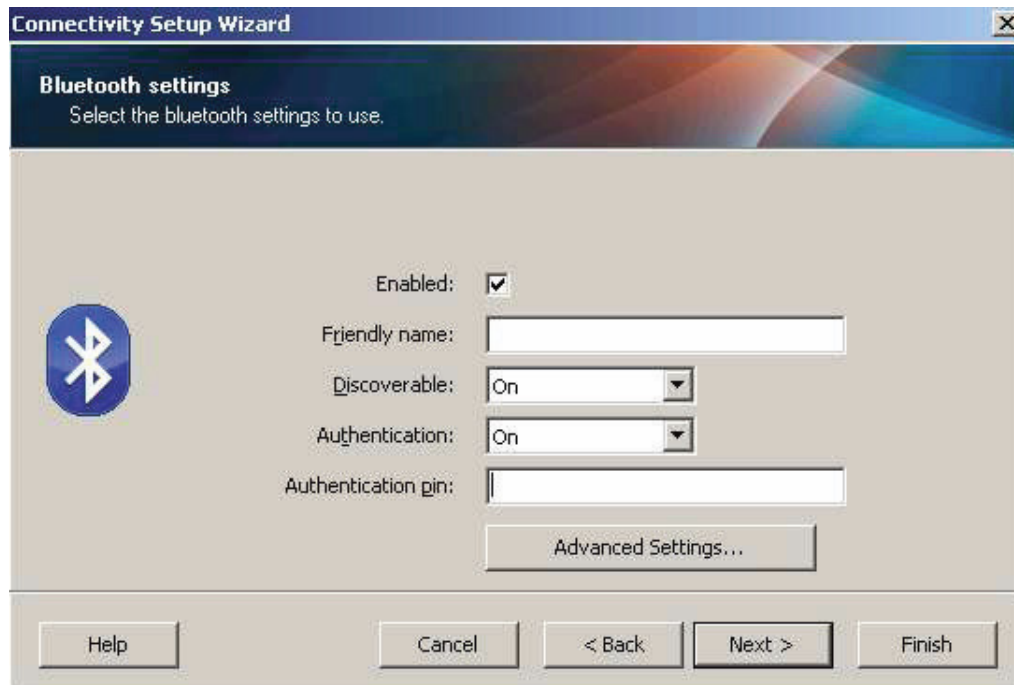 Connectivity Setup Wizard
Bluetooth settings
Select the bluetooth settings to use.
Enabled:
Friendly name:
Discoverable: On
Authentication: On
Authentication pin:
Advanced Settings...
Help Cancel < Back Next > Finish